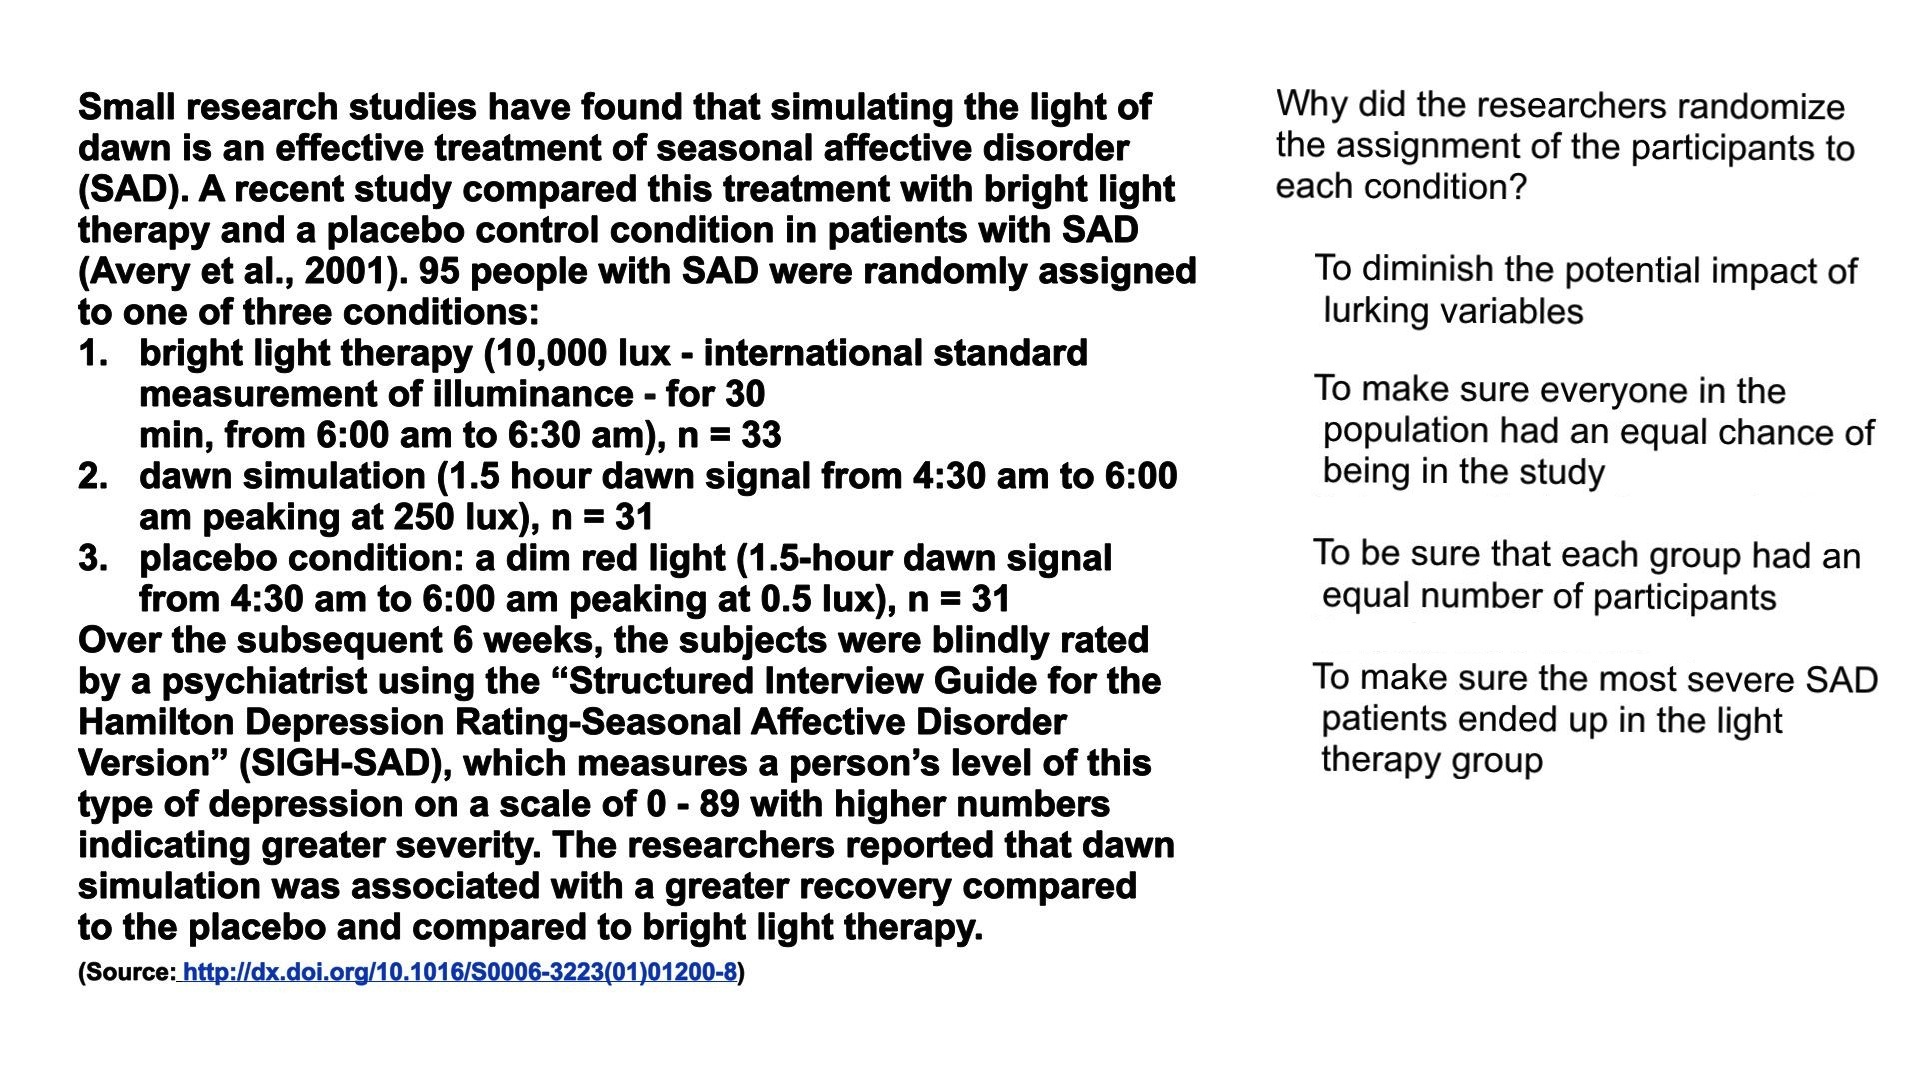 Small research studies have found that simulating the light of
dawn is an effective treatment of seasonal affective disorder
(SAD). A recent study compared this treatment with bright light
therapy and a placebo control condition in patients with SAD
(Avery et al., 2001). 95 people with SAD were randomly assigned
to one of three conditions:
1. bright light therapy (10,000 lux - international standard
measurement of illuminance - for 30
min, from 6:00 am to 6:30 am), n = 33
2. dawn simulation (1.5 hour dawn signal from 4:30 am to 6:00
am peaking at 250 lux), n = 31
3. placebo condition: a dim red light (1.5-hour dawn signal
from 4:30 am to 6:00 am peaking at 0.5 lux), n = 31
Over the subsequent 6 weeks, the subjects were blindly rated
by a psychiatrist using the “Structured Interview Guide for the
Hamilton Depression Rating-Seasonal Affective Disorder
Version” (SIGH-SAD), which measures a person’s level of this
type of depression on a scale of 0 - 89 with higher numbers
indicating greater severity. The researchers reported that dawn
simulation was associated with a greater recovery compared
to the placebo and compared to bright light therapy.
(Source: http://dx.doi.org/10.1016/S0006-3223(01)01200-8)
Why did the researchers randomize
the assignment of the participants to
each condition?
To diminish the potential impact of
lurking variables
To make sure everyone in the
population had an equal chance of
being in the study
To be sure that each group had an
equal number of participants
To make sure the most severe SAD
patients ended up in the light
therapy group